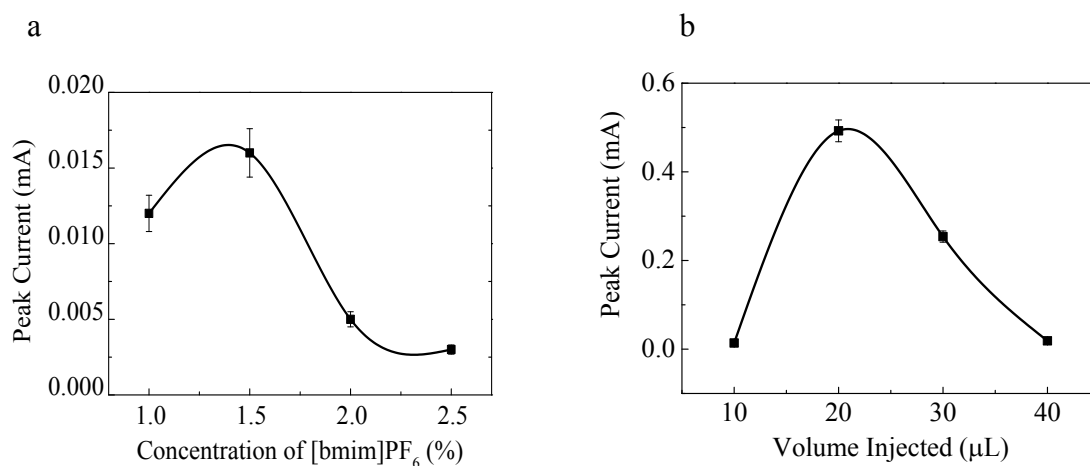 a
0.020
0.015
0.010
0.005
0.000
Peak Current (mA)
1.0 1.5 2.0 2.5
Concentration of [bmim]PF6 (%)
b
0.6
0.4
0.2
0.0
Peak Current (mA)
10 20 30 40
Volume Injected (μL)